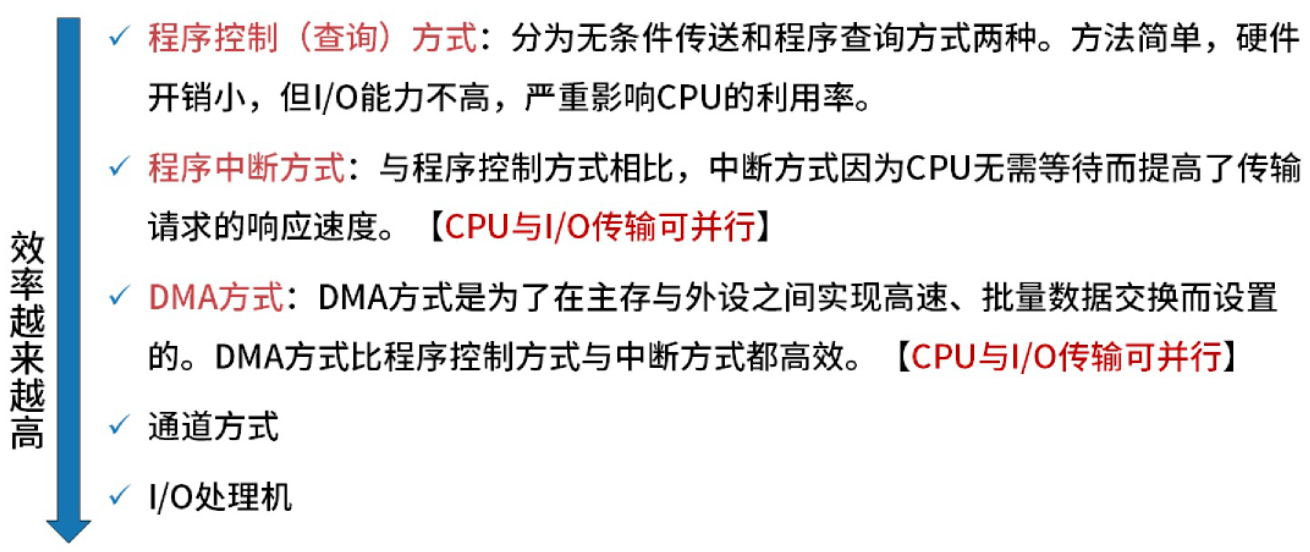 效率越来越高
✓ 程序控制（查询）方式：分为无条件传送和程序查询方式两种。方法简单，硬件
开销小，但I/O能力不高，严重影响CPU的利用率。
✓ 程序中断方式：与程序控制方式相比，中断方式因为CPU无需等待而提高了传输
请求的响应速度。【CPU与I/O传输可并行】
✓ DMA方式：DMA方式是为了在主存与外设之间实现高速、批量数据交换而设置
的。DMA方式比程序控制方式与中断方式都高效。【CPU与I/O传输可并行】
✓ 通道方式
✓ I/O处理机